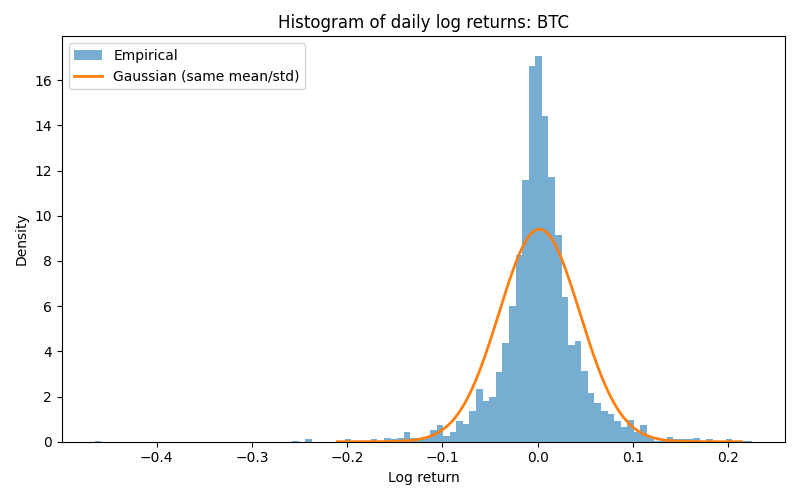 Histogram of daily log returns: BTC
Empirical
Gaussian (same mean/std)
Density
16
14
12
10
8
6
4
2
0
−0.4 −0.3 −0.2 −0.1 0.0 0.1 0.2
Log return